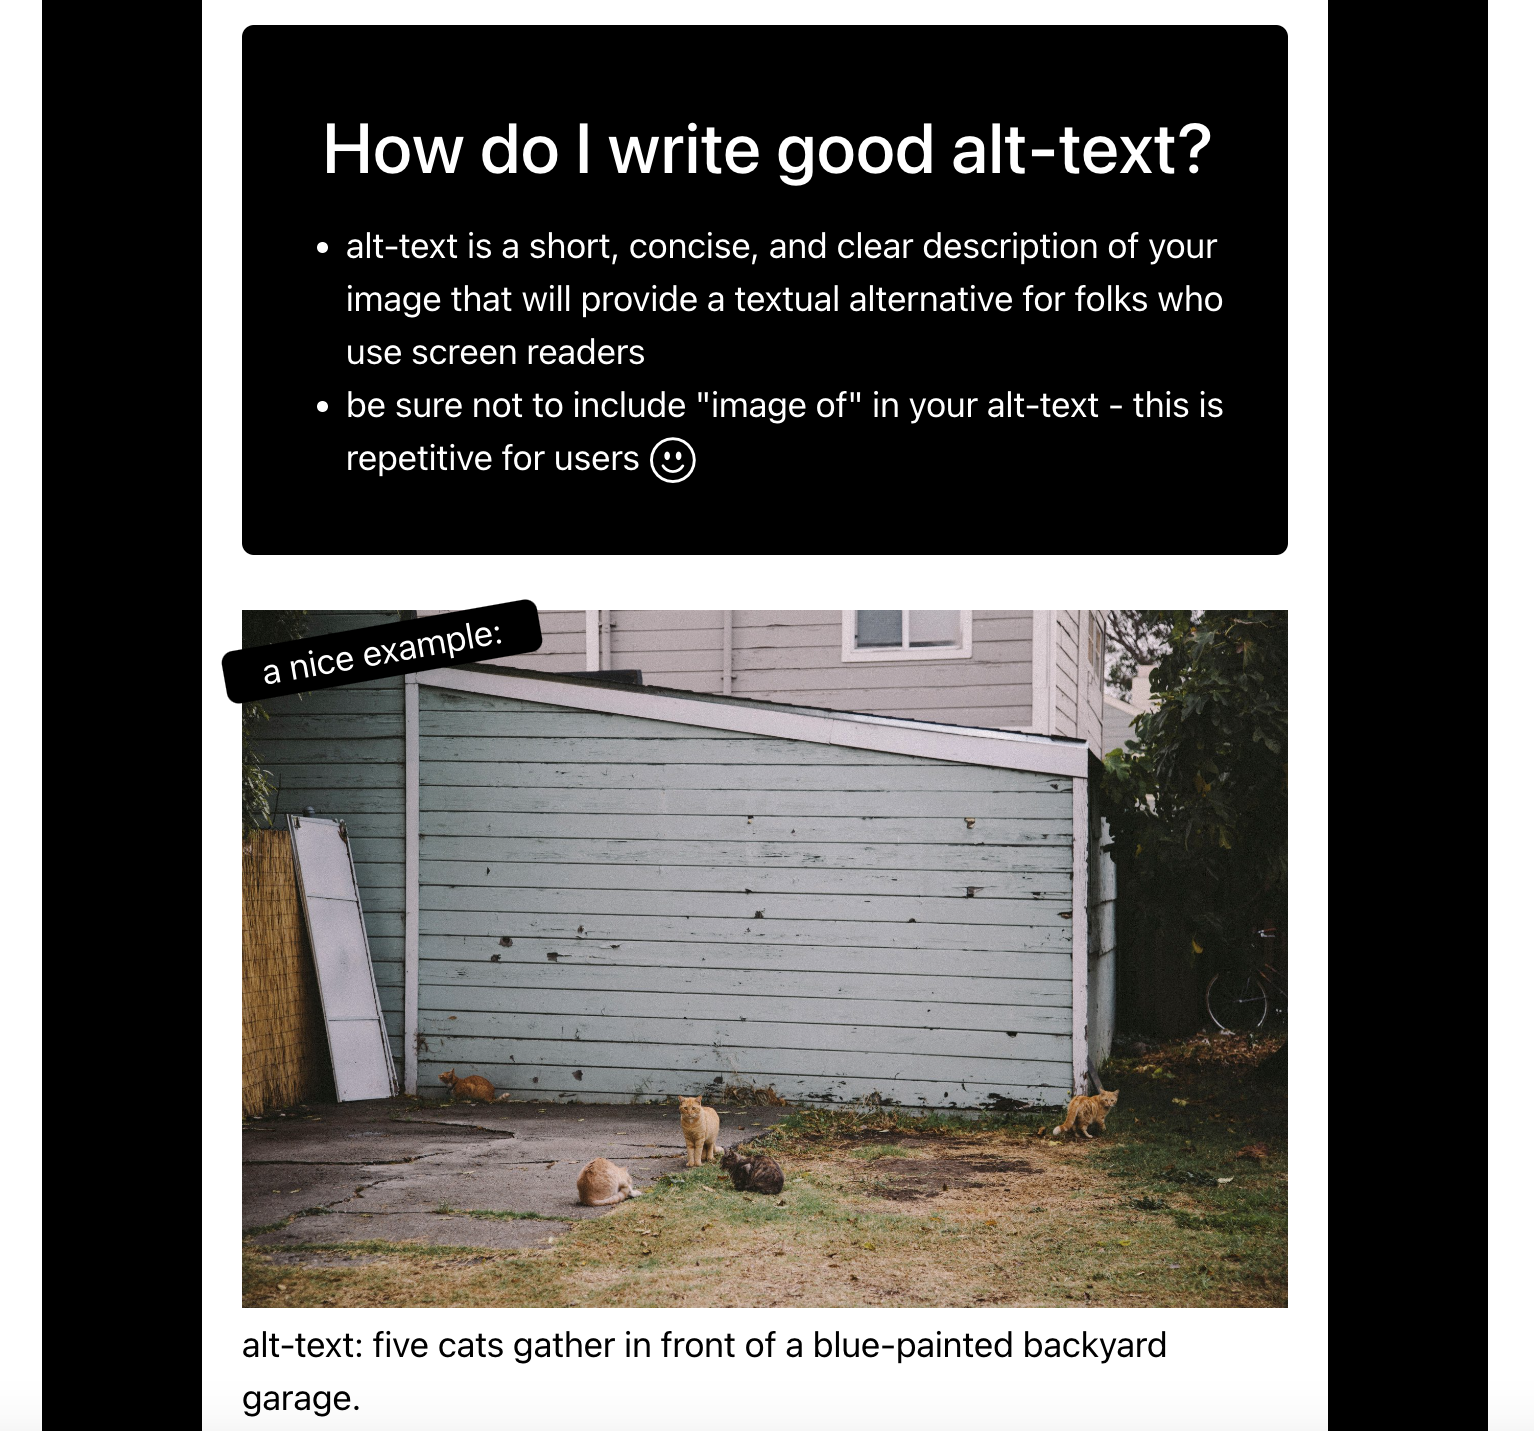 How do I write good alt-text?
alt-text is a short, concise, and clear description of your
image that will provide a textual alternative for folks who
use screen readers
be sure not to include "image of" in your alt-text - this is
repetitive for users
a nice example:
alt-text: five cats gather in front of a blue-painted backyard
garage.